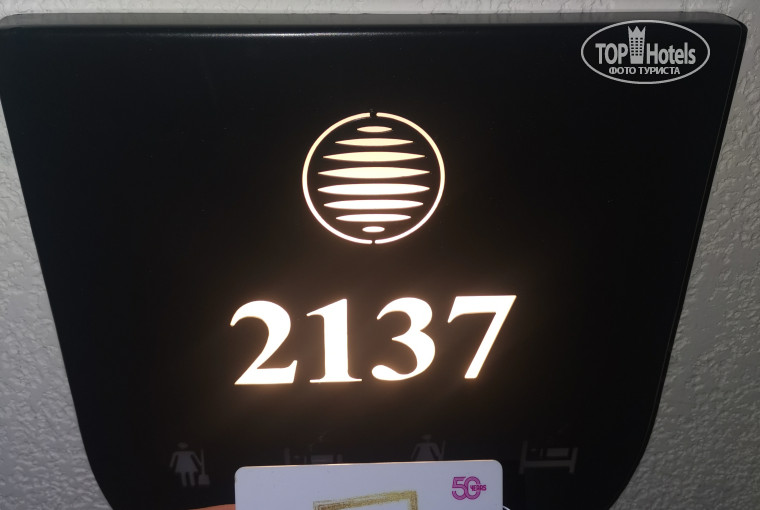 TOP Hotels
ФОТО ТУРИСТА
2137
50
YEARS